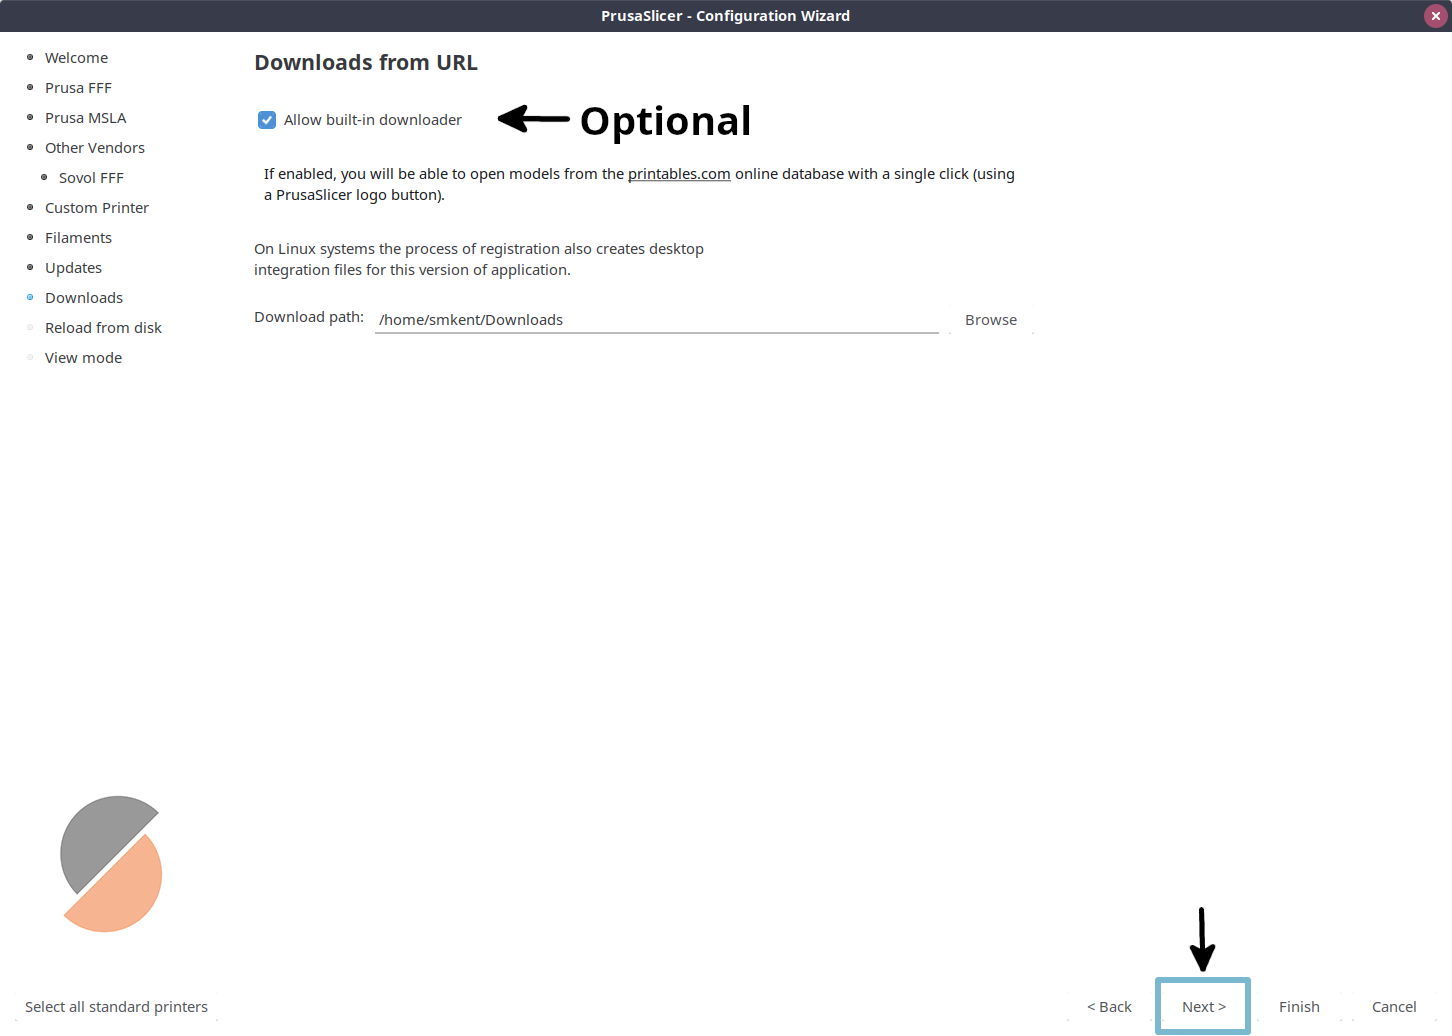 PrusaSlicer - Configuration Wizard
Welcome
Prusa FFF
Prusa MSLA
Other Vendors
Sovol FFF
Custom Printer
Filaments
Updates
Downloads
Reload from disk
View mode
Downloads from URL
Allow built-in downloader
Optional
If enabled, you will be able to open models from the printables.com online database with a single click (using
a PrusaSlicer logo button).
On Linux systems the process of registration also creates desktop
integration files for this version of application.
Download path: /home/smkent/Downloads Browse
Select all standard printers
< Back Next > Finish Cancel